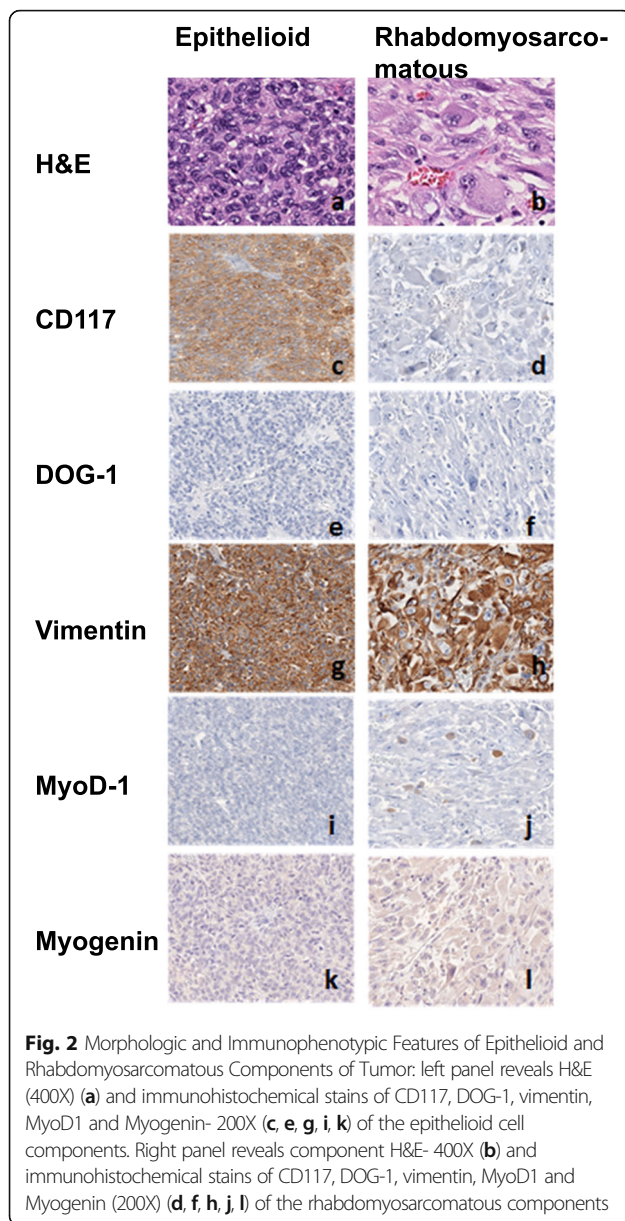 Epithelioid
Rhabdomyosarco-
matous
H&E
a
b
CD117
c
d
DOG-1
e
f
Vimentin
g
h
MyoD-1
i
j
Myogenin
k
l
Fig. 2 Morphologic and Immunophenotypic Features of Epithelioid and
Rhabdomyosarcomatous Components of Tumor: left panel reveals H&E
(400X) (a) and immunohistochemical stains of CD117, DOG-1, vimentin,
MyoD1 and Myogenin- 200X (c, e, g, i, k) of the epithelioid cell
components. Right panel reveals component H&E- 400X (b) and
immunohistochemical stains of CD117, DOG-1, vimentin, MyoD1 and
Myogenin (200X) (d, f, h, j, l) of the rhabdomyosarcomatous components